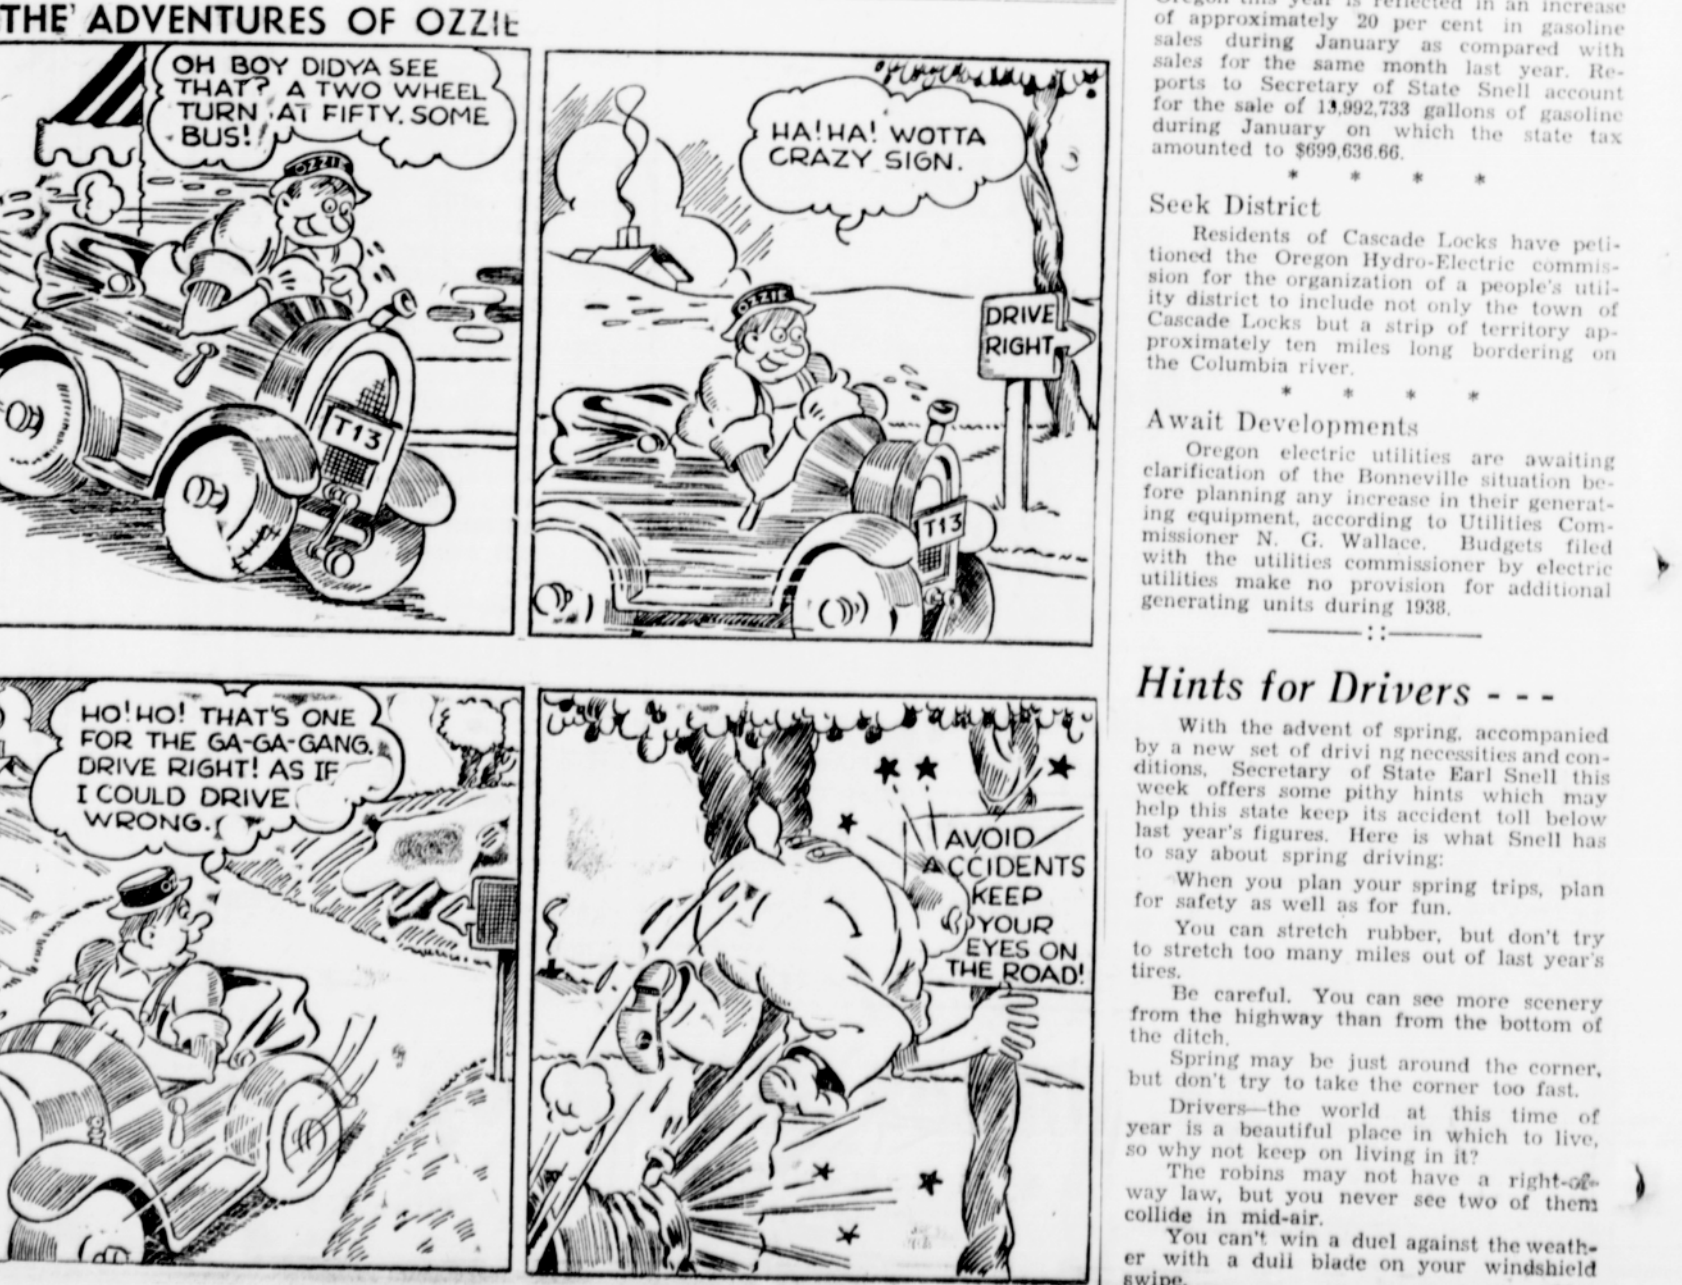 THE ADVENTURES OF OZZIE
OH BOY DIDYA SEE
THAT? A TWO WHEEL
TURN AT FIFTY. SOME
BUS!
OZZIE
T13
HA! HA! WOTTA
CRAZY SIGN.
OZZIE
DRIVE
RIGHT
T13
HO! HO! THAT'S ONE
FOR THE GA-GA-GANG.
DRIVE RIGHT! AS IF
I COULD DRIVE
WRONG.
OZ
AVOID
ACCIDENTS
KEEP
YOUR
EYES ON
THE ROAD!
Oregon this year is reflected in an increase
of approximately 20 per cent in gasoline
sales during January as compared with
sales for the same month last year. Re-
ports to Secretary of State Snell account
for the sale of 13,992,733 gallons of gasoline
during January on which the state tax
amounted to $699,636.66.
* * * *
Seek District
Residents of Cascade Locks have peti-
tioned the Oregon Hydro-Electric commis-
sion for the organization of a people's util-
ity district to include not only the town of
Cascade Locks but a strip of territory ap-
proximately ten miles long bordering on
the Columbia river.
* * * *
Await Developments
Oregon electric utilities are awaiting
clarification of the Bonneville situation be-
fore planning any increase in their generat-
ing equipment, according to Utilities Com-
missioner N. G. Wallace. Budgets filed
with the utilities commissioner by electric
utilities make no provision for additional
generating units during 1938.
Hints for Drivers - - -
With the advent of spring, accompanied
by a new set of drivi ng necessities and con-
ditions, Secretary of State Earl Snell this
week offers some pithy hints which may
help this state keep its accident toll below
last year's figures. Here is what Snell has
to say about spring driving:
When you plan your spring trips, plan
for safety as well as for fun.
You can stretch rubber, but don't try
to stretch too many miles out of last year's
tires.
Be careful. You can see more scenery
from the highway than from the bottom of
the ditch.
Spring may be just around the corner,
but don't try to take the corner too fast.
Drivers—the world at this time of
year is a beautiful place in which to live,
so why not keep on living in it?
The robins may not have a right-of-
way law, but you never see two of them
collide in mid-air.
You can't win a duel against the weath-
er with a dull blade on your windshield
swipe.